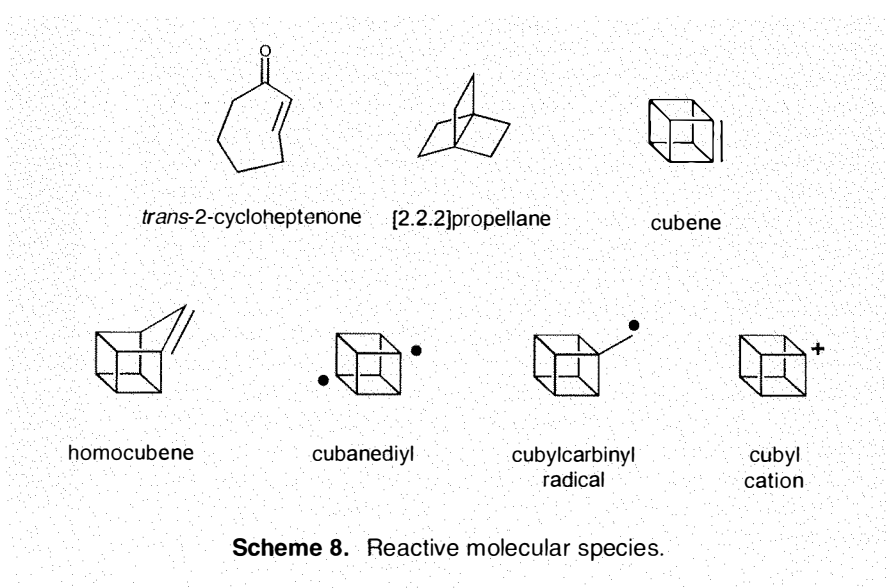 O
trans-2-cycloheptenone [2.2.2]propellane cubene
+
homocubene cubanediyl cubylcarbinyl radical cubyl cation
Scheme 8. Reactive molecular species.